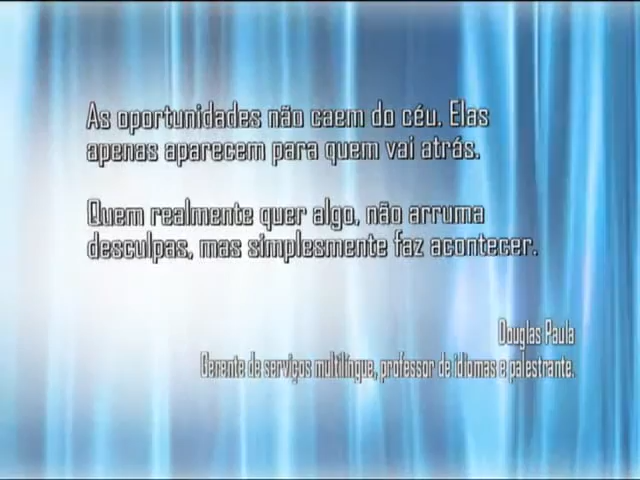 As oportunidades não caem do céu. Elas
apenas aparecem para quem vai atrás.
Quem realmente quer algo, não arruma
desculpas, mas simplesmente faz acontecer.
Douglas Paula
Gerente de serviços multilíngue, professor de idiomas e palestrante.